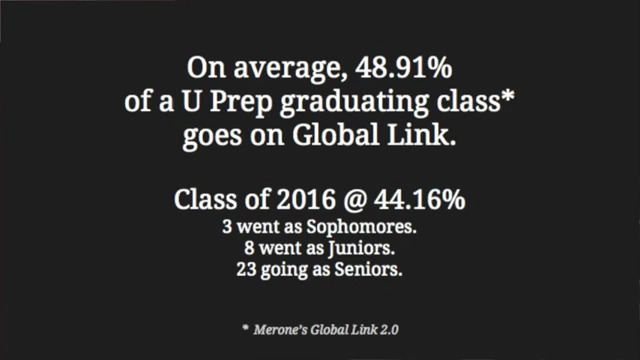 On average, 48.91%
of a U Prep graduating class*
goes on Global Link.
Class of 2016 @ 44.16%
3 went as Sophomores.
8 went as Juniors.
23 going as Seniors.
* Merone's Global Link 2.0